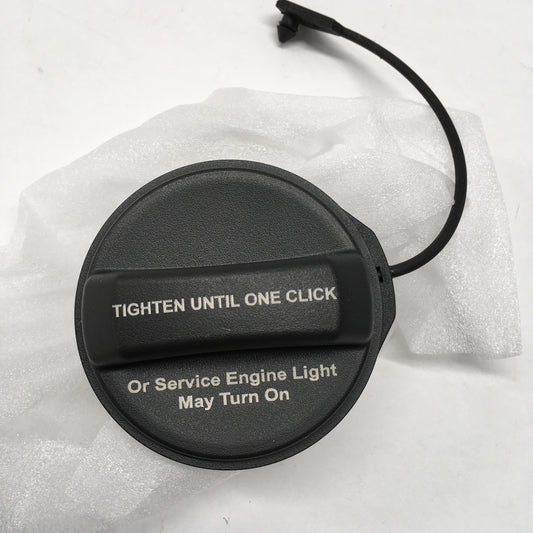 TIGHTEN UNTIL ONE CLICK
Or Service Engine Light
May Turn On